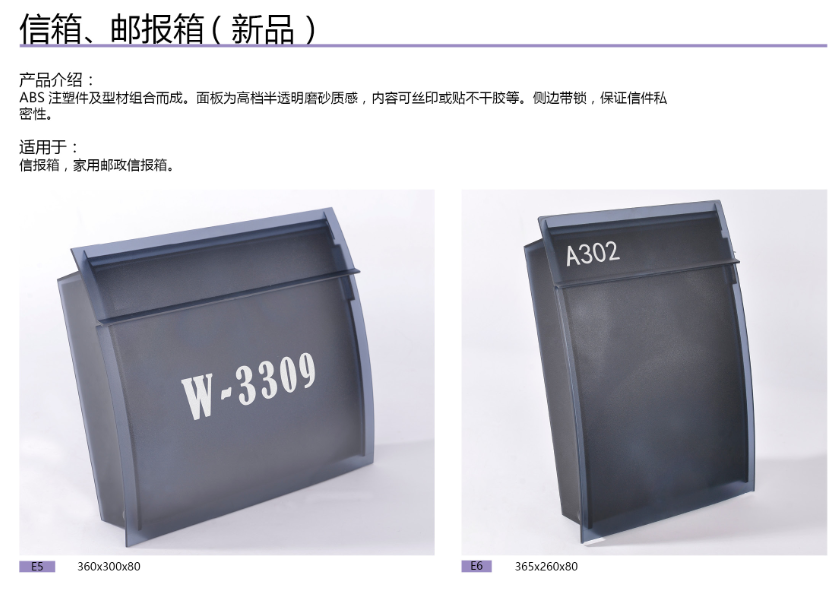 信箱、邮报箱（新品）
产品介绍：
ABS 注塑件及型材组合而成。面板为高档半透明磨砂质感，内容可丝印或贴不干胶等。侧边带锁，保证信件私
密性。
适用于：
信报箱，家用邮政信报箱。
W-3309
A302
E5 360x300x80
E6 365x260x80